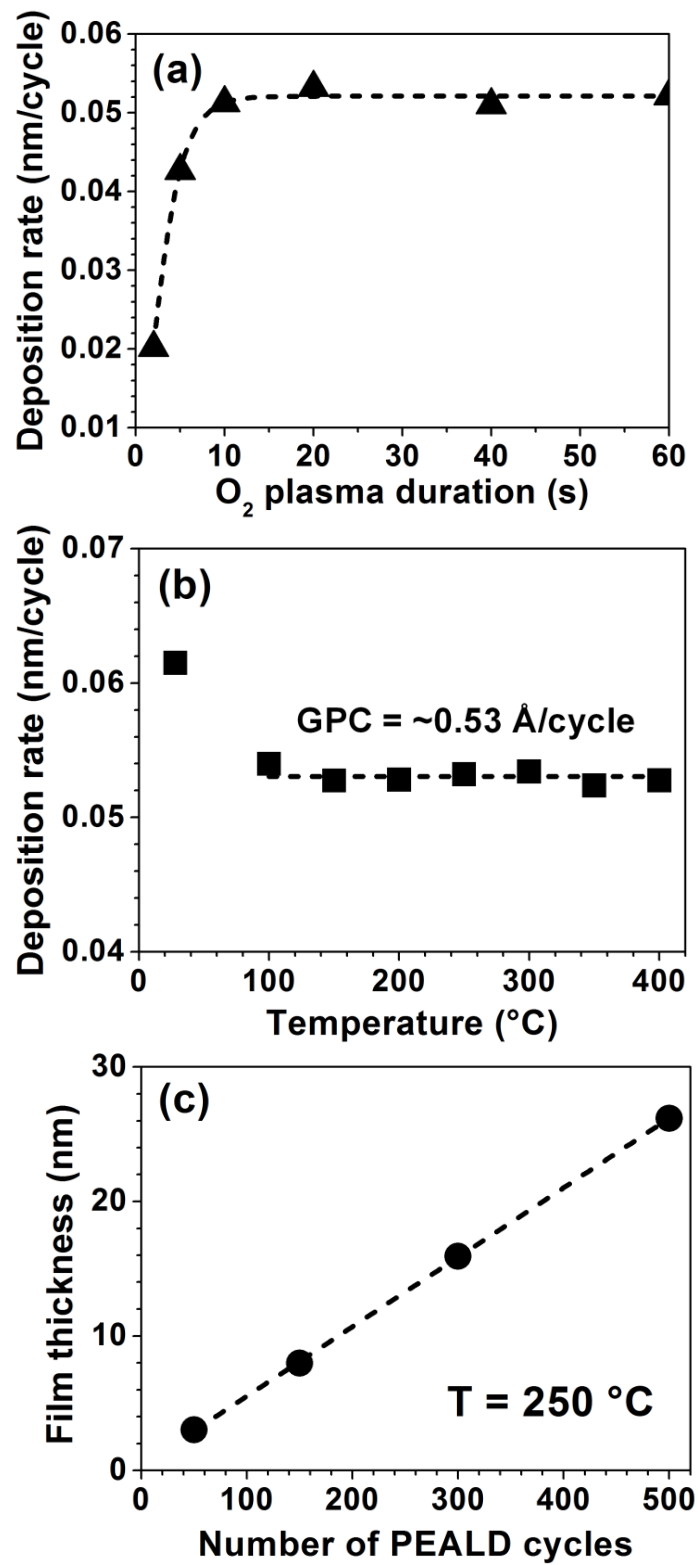 (a)
Deposition rate (nm/cycle)
0.06
0.05
0.04
0.03
0.02
0.01
0 10 20 30 40 50 60
O₂ plasma duration (s)
(b)
Deposition rate (nm/cycle)
0.07
0.06
0.05
0.04
GPC = ~0.53 Å/cycle
0 100 200 300 400
Temperature (°C)
(c)
Film thickness (nm)
30
20
10
0
T = 250 °C
0 100 200 300 400 500
Number of PEALD cycles